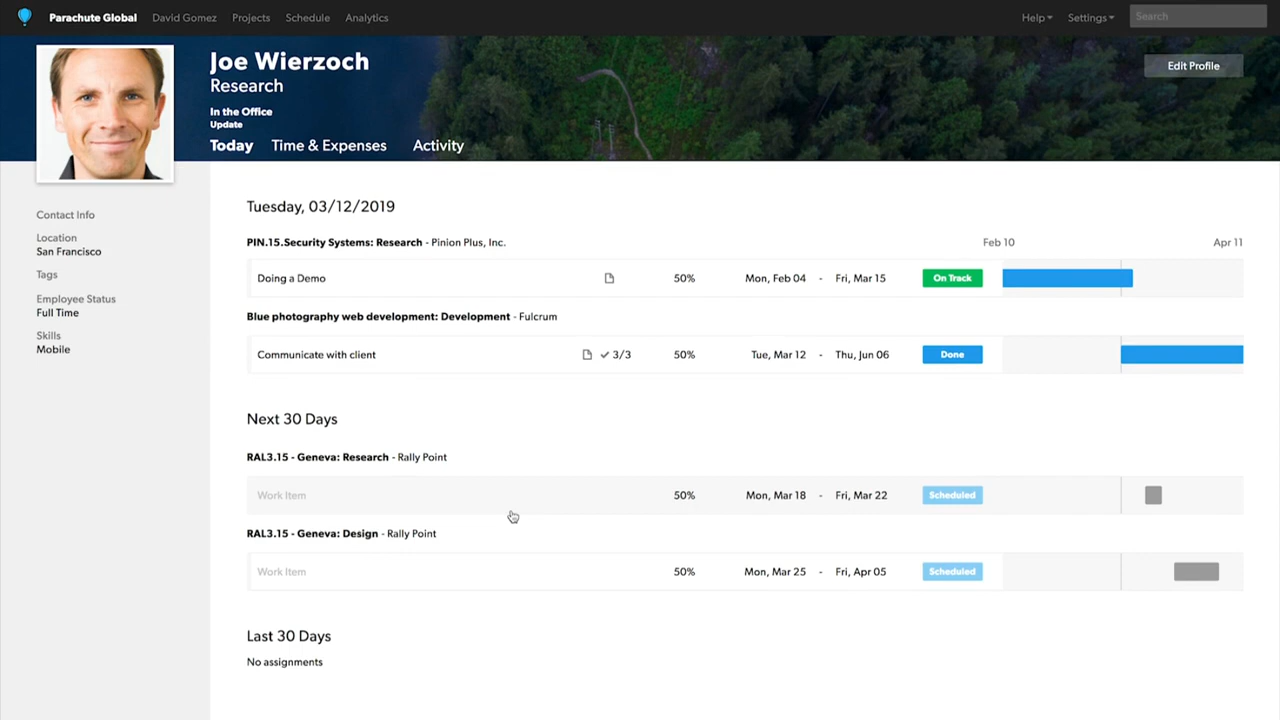 Parachute Global David Gomez Projects Schedule Analytics Help Settings Search
Joe Wierzoch
Research
Edit Profile
In the Office
Update
Today Time & Expenses Activity
Contact Info
Location
San Francisco
Tags
Employee Status
Full Time
Skills
Mobile
Tuesday, 03/12/2019
PIN.15.Security Systems: Research - Pinion Plus, Inc. Feb 10 Apr 11
Doing a Demo 50% Mon, Feb 04 - Fri, Mar 15 On Track
Blue photography web development: Development - Fulcrum
Communicate with client 3/3 50% Tue, Mar 12 - Thu, Jun 06 Done
Next 30 Days
RAL3.15 - Geneva: Research - Rally Point
Work Item 50% Mon, Mar 18 - Fri, Mar 22 Scheduled
RAL3.15 - Geneva: Design - Rally Point
Work Item 50% Mon, Mar 25 - Fri, Apr 05 Scheduled
Last 30 Days
No assignments